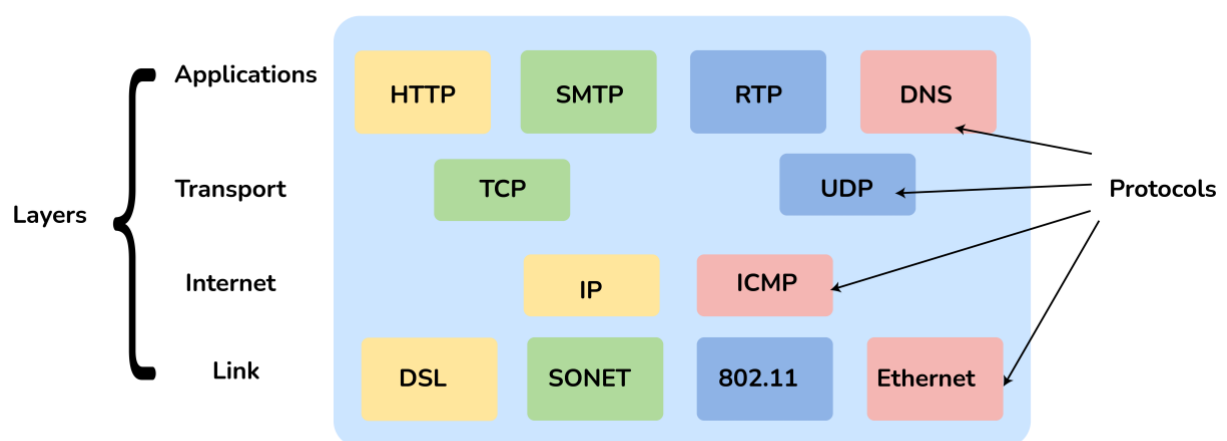 Applications
HTTP
SMTP
RTP
DNS
Layers
Transport
TCP
UDP
Protocols
Internet
IP
ICMP
Link
DSL
SONET
802.11
Ethernet